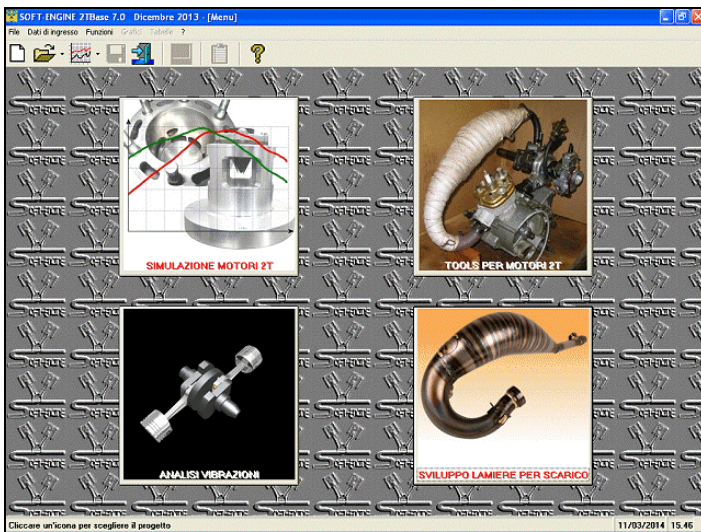 SOFT-ENGINE 2TBase 7.0 Dicembre 2013 - [Menu]
File Dati di ingresso Funzioni Grafici Tabelle ?
SIMULAZIONE MOTORI 2T
TOOLS PER MOTORI 2T
ANALISI VIBRAZIONI
SVILUPPO LAMIERE PER SCARICO
Cliccare un'icona per scegliere il progetto
11/03/2014 15.46